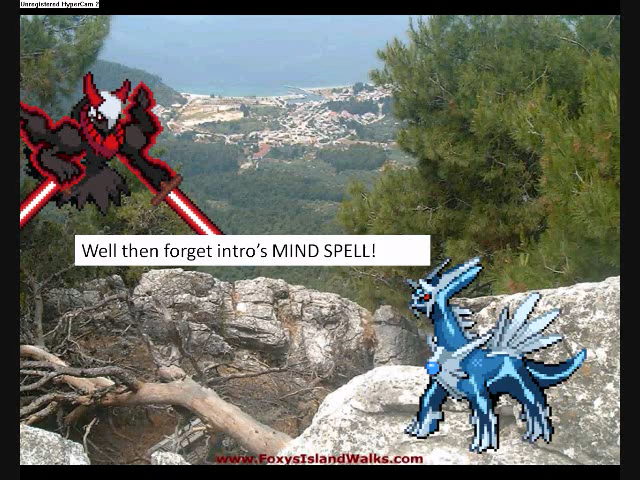 Unregistered HyperCam 2
Well then forget intro's MIND SPELL!
www.FoxysIslandWalks.com